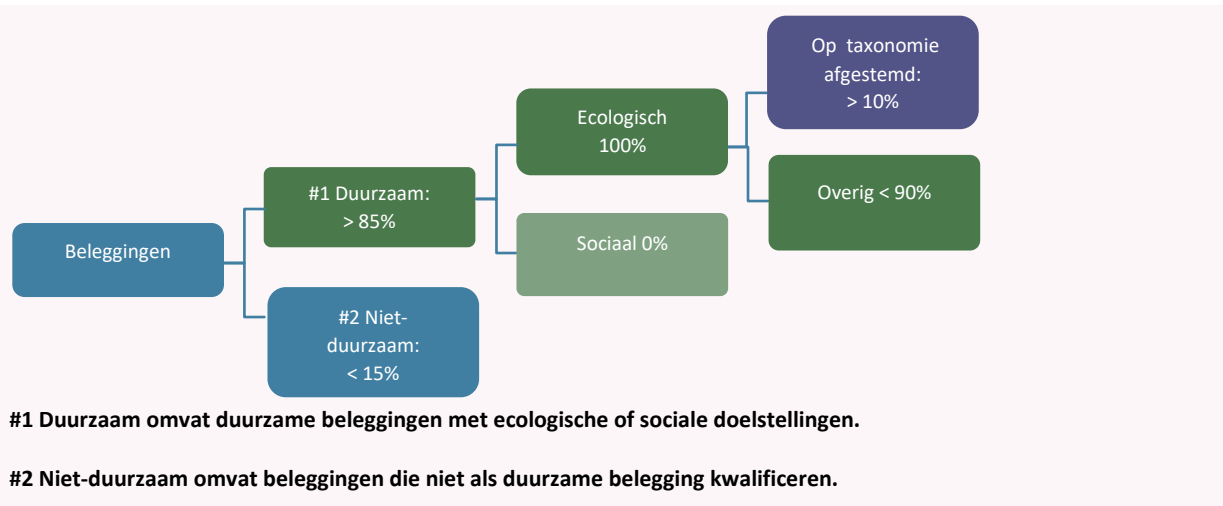 Op taxonomie
afgestemd:
> 10%
Ecologisch
100%
#1 Duurzaam:
> 85%
Overig < 90%
Beleggingen
Sociaal 0%
#2 Niet-
duurzaam:
< 15%
#1 Duurzaam omvat duurzame beleggingen met ecologische of sociale doelstellingen.
#2 Niet-duurzaam omvat beleggingen die niet als duurzame belegging kwalificeren.